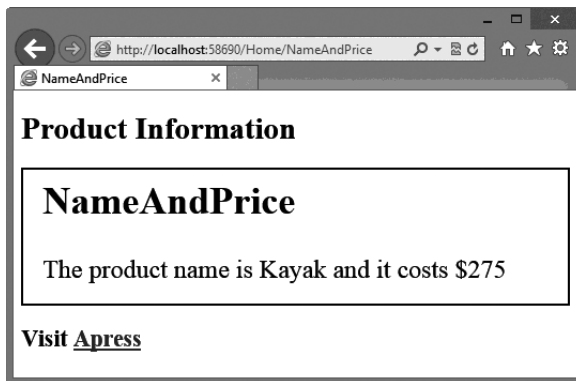 http://localhost:58690/Home/NameAndPrice
NameAndPrice
Product Information
NameAndPrice
The product name is Kayak and it costs $275
Visit Apress